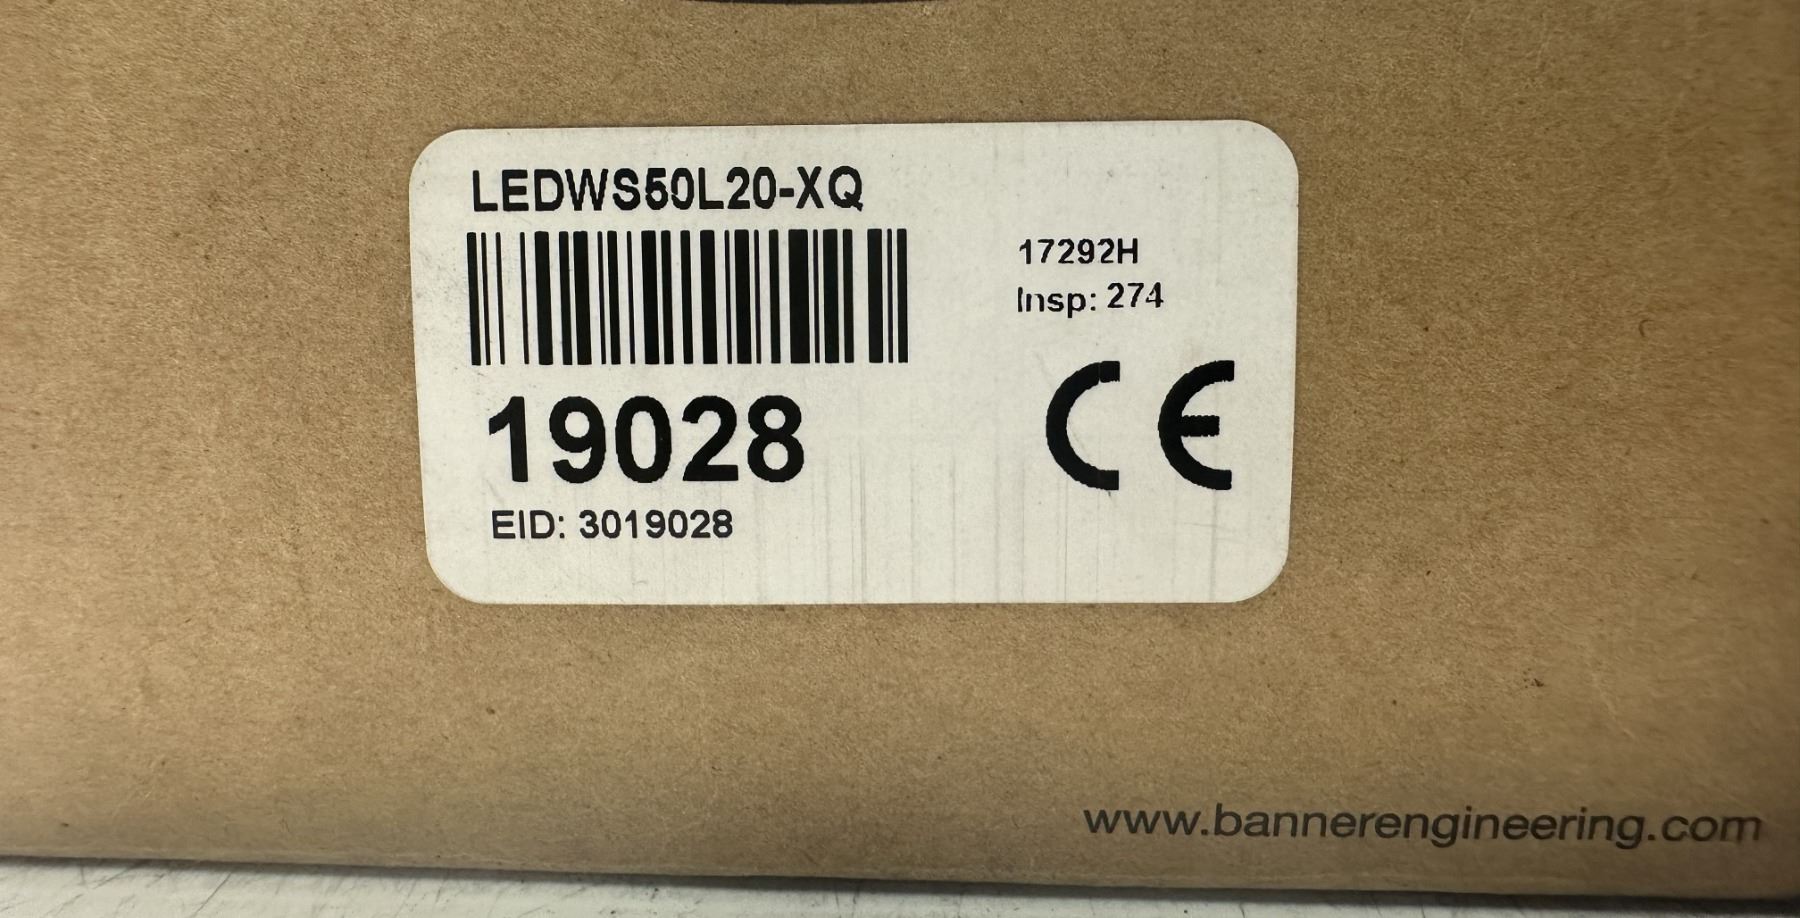 LEDWS50L20-XQ
17292H
Insp: 274
19028
CE
EID: 3019028
www.bannerengineering.com